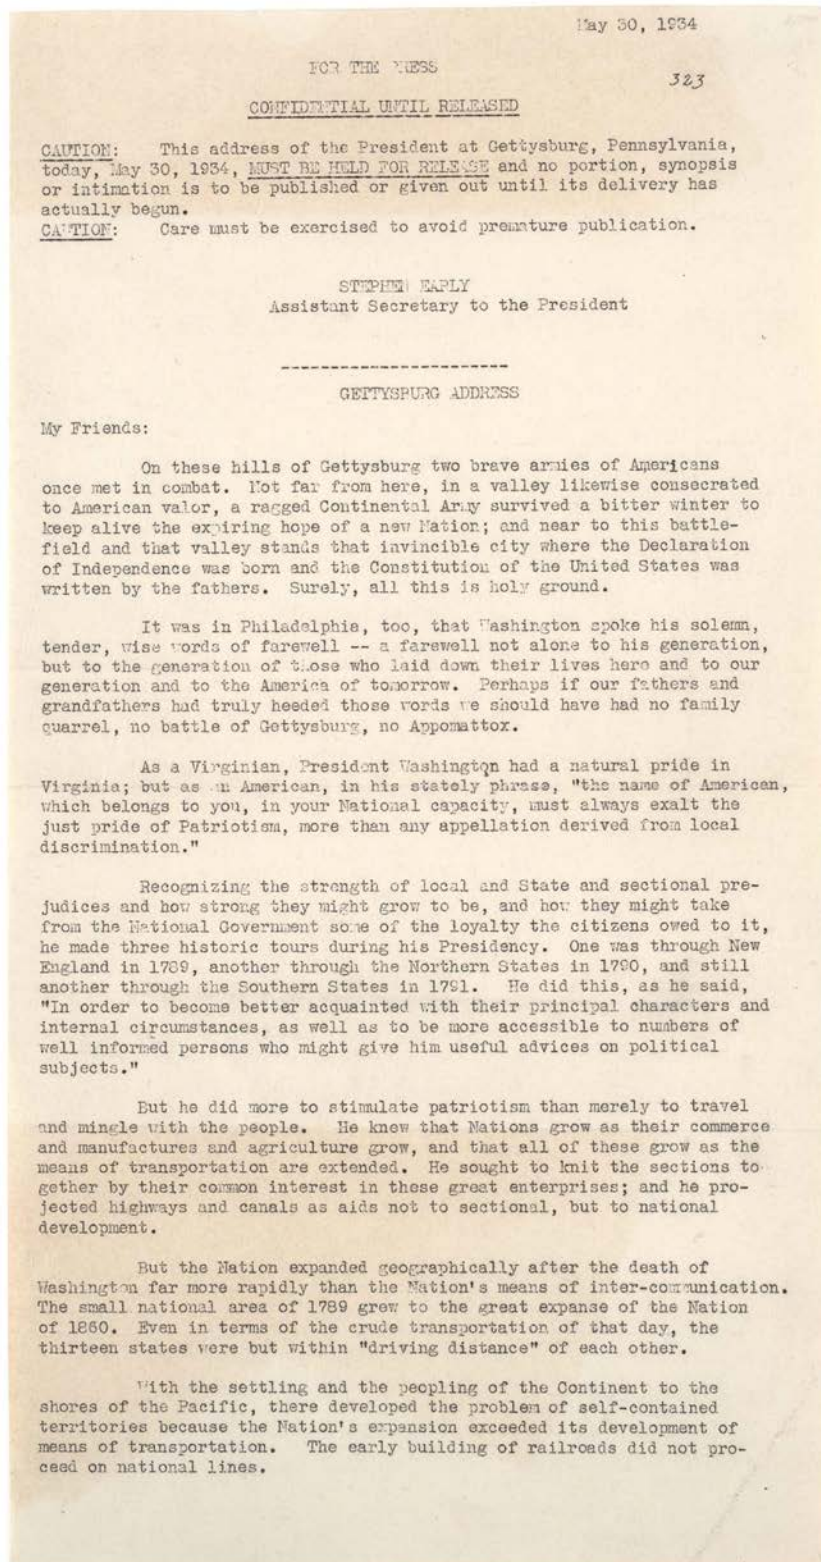 May 30, 1934
FOR THE PRESS
323
CONFIDENTIAL UNTIL RELEASED
CAUTION: This address of the President at Gettysburg, Pennsylvania,
today, May 30, 1934, MUST BE HELD FOR RELEASE and no portion, synopsis
or intimation is to be published or given out until its delivery has
actually begun.
CAUTION: Care must be exercised to avoid premature publication.
STEPHEN EARLY
Assistant Secretary to the President
-----------------------
GETTYSBURG ADDRESS
My Friends:
On these hills of Gettysburg two brave armies of Americans
once met in combat. Not far from here, in a valley likewise consecrated
to American valor, a ragged Continental Army survived a bitter winter to
keep alive the expiring hope of a new Nation; and near to this battle-
field and that valley stands that invincible city where the Declaration
of Independence was born and the Constitution of the United States was
written by the fathers. Surely, all this is holy ground.
It was in Philadelphia, too, that Washington spoke his solemn,
tender, wise words of farewell -- a farewell not alone to his generation,
but to the generation of those who laid down their lives here and to our
generation and to the America of tomorrow. Perhaps if our fathers and
grandfathers had truly heeded those words we should have had no family
quarrel, no battle of Gettysburg, no Appomattox.
As a Virginian, President Washington had a natural pride in
Virginia; but as an American, in his stately phrase, "the name of American,
which belongs to you, in your National capacity, must always exalt the
just pride of Patriotism, more than any appellation derived from local
discrimination."
Recognizing the strength of local and State and sectional pre-
judices and how strong they might grow to be, and how they might take
from the National Government some of the loyalty the citizens owed to it,
he made three historic tours during his Presidency. One was through New
England in 1789, another through the Northern States in 1790, and still
another through the Southern States in 1791. He did this, as he said,
"In order to become better acquainted with their principal characters and
internal circumstances, as well as to be more accessible to numbers of
well informed persons who might give him useful advices on political
subjects."
But he did more to stimulate patriotism than merely to travel
and mingle with the people. He knew that Nations grow as their commerce
and manufactures and agriculture grow, and that all of these grow as the
means of transportation are extended. He sought to knit the sections to-
gether by their common interest in these great enterprises; and he pro-
jected highways and canals as aids not to sectional, but to national
development.
But the Nation expanded geographically after the death of
Washington far more rapidly than the Nation's means of inter-communication.
The small national area of 1789 grew to the great expanse of the Nation
of 1860. Even in terms of the crude transportation of that day, the
thirteen states were but within "driving distance" of each other.
With the settling and the peopling of the Continent to the
shores of the Pacific, there developed the problem of self-contained
territories because the Nation's expansion exceeded its development of
means of transportation. The early building of railroads did not pro-
ceed on national lines.